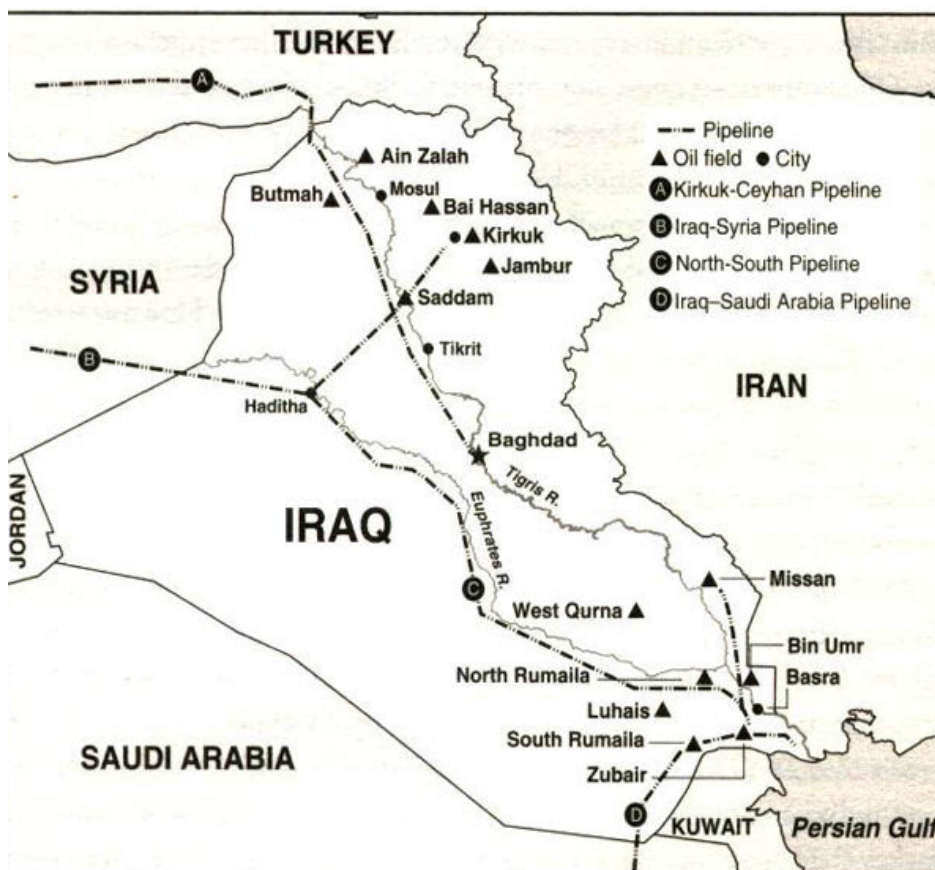 TURKEY
A
Pipeline
Oil field City
A Kirkuk-Ceyhan Pipeline
B Iraq-Syria Pipeline
C North-South Pipeline
D Iraq–Saudi Arabia Pipeline
Ain Zalah
Mosul
Butmah
Bai Hassan
Kirkuk
Jambur
SYRIA
Saddam
Tikrit
B
Haditha
IRAN
Baghdad
Tigris R.
JORDAN
IRAQ
Euphrates R.
C
Missan
West Qurna
Bin Umr
North Rumaila
Basra
Luhais
South Rumaila
SAUDI ARABIA
Zubair
D
KUWAIT
Persian Gulf